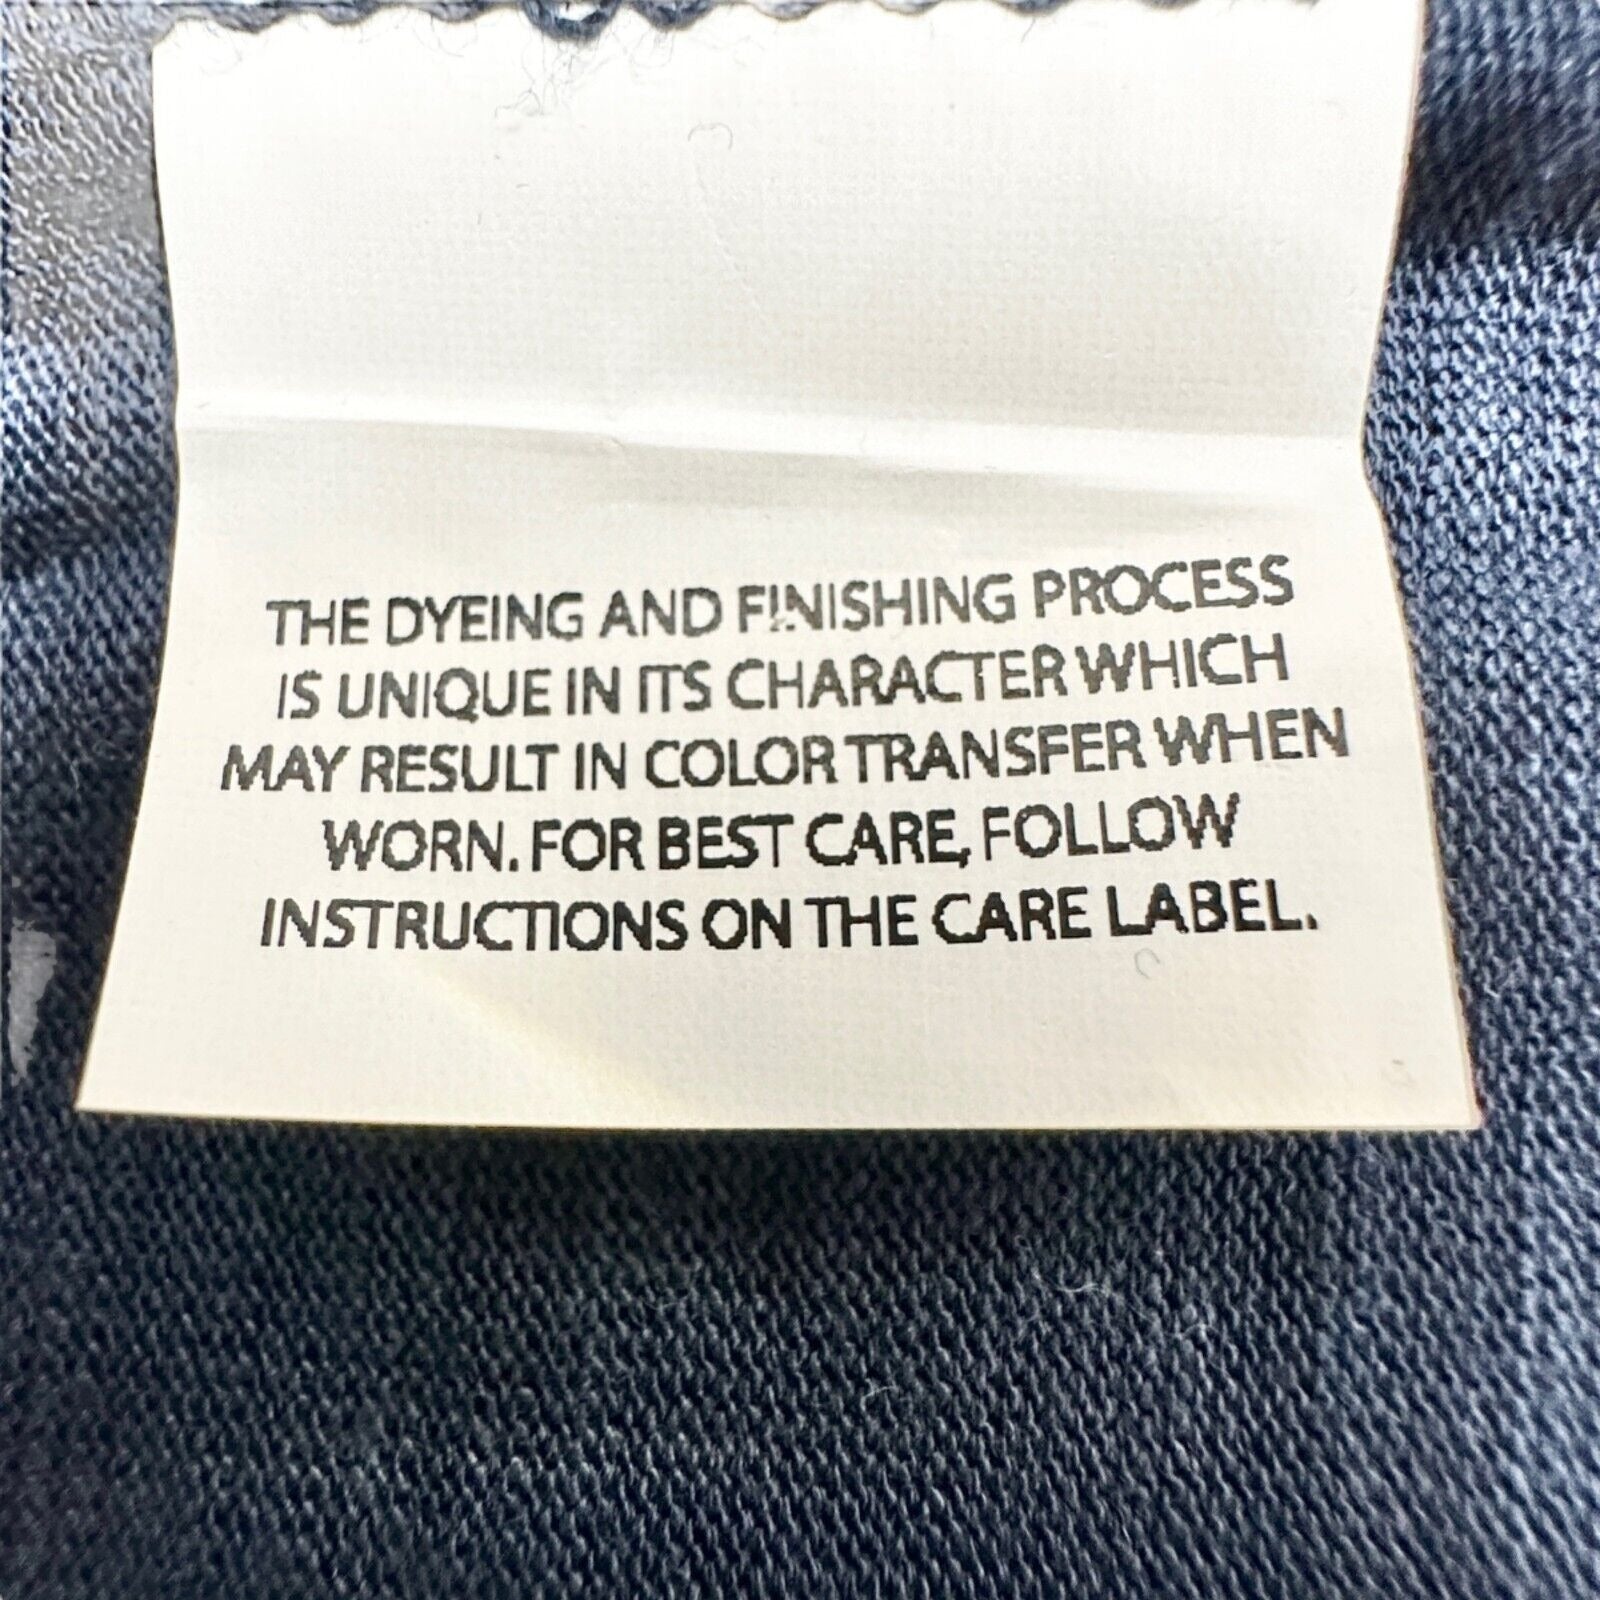 THE DYEING AND FINISHING PROCESS
IS UNIQUE IN ITS CHARACTER WHICH
MAY RESULT IN COLOR TRANSFER WHEN
WORN. FOR BEST CARE, FOLLOW
INSTRUCTIONS ON THE CARE LABEL.